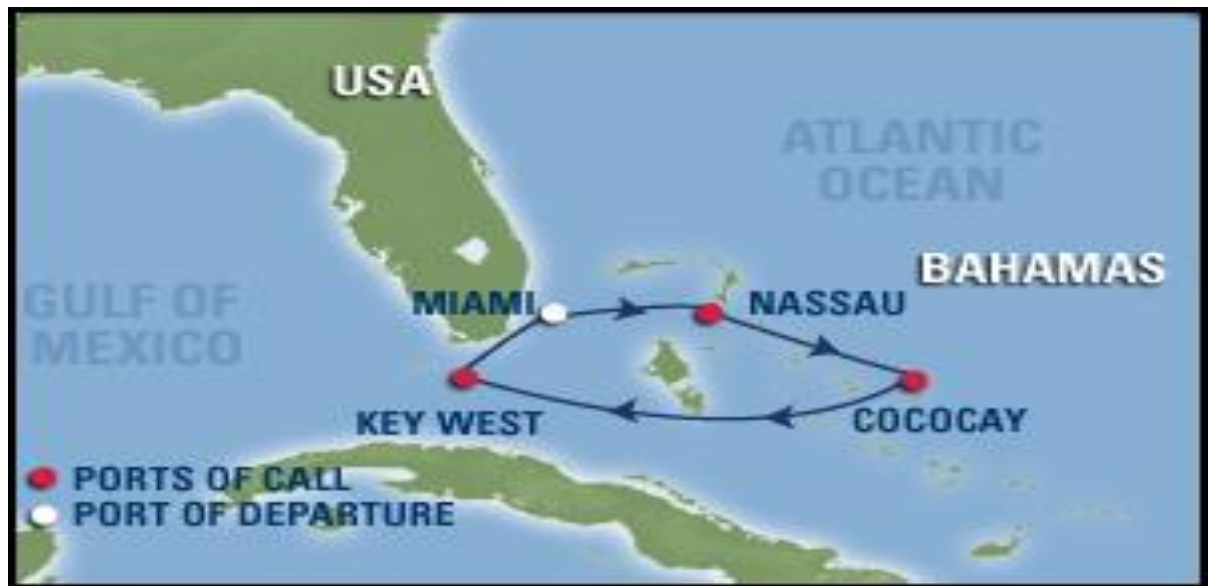 USA
ATLANTIC
OCEAN
BAHAMAS
GULF OF
MEXICO
MIAMI
NASSAU
KEY WEST
COCOCAY
PORTS OF CALL
PORT OF DEPARTURE